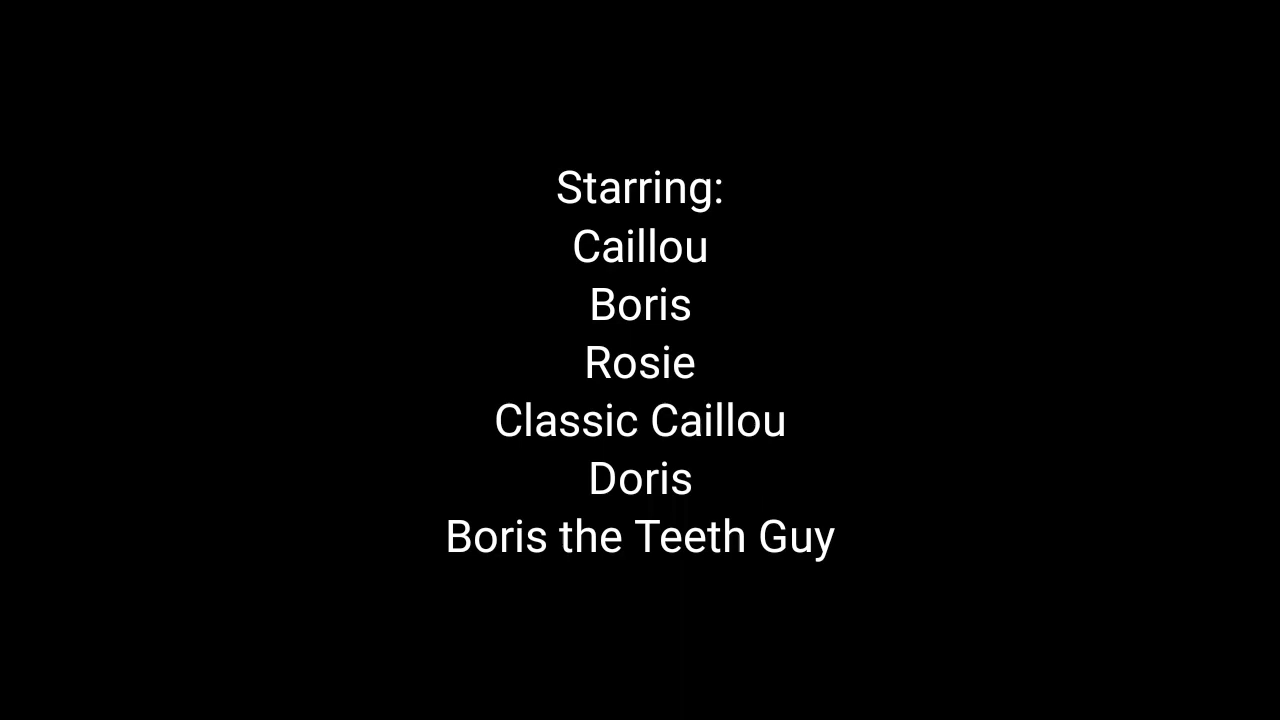 Starring:
Caillou
Boris
Rosie
Classic Caillou
Doris
Boris the Teeth Guy